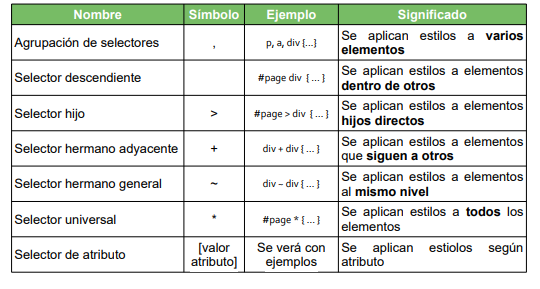 Nombre Símbolo Ejemplo Significado
Agrupación de selectores , p, a, div {...} Se aplican estilos a varios
elementos
Selector descendiente #page div { ... } Se aplican estilos a elementos
dentro de otros
Selector hijo > #page > div { ... } Se aplican estilos a elementos
hijos directos
Selector hermano adyacente + div + div { ... } Se aplican estilos a elementos
que siguen a otros
Selector hermano general ~ div – div { ... } Se aplican estilos a elementos
al mismo nivel
Selector universal * #page * { ... } Se aplican estilos a todos los
elementos
Selector de atributo [valor atributo] Se verá con ejemplos Se aplican estiolos según
atributo